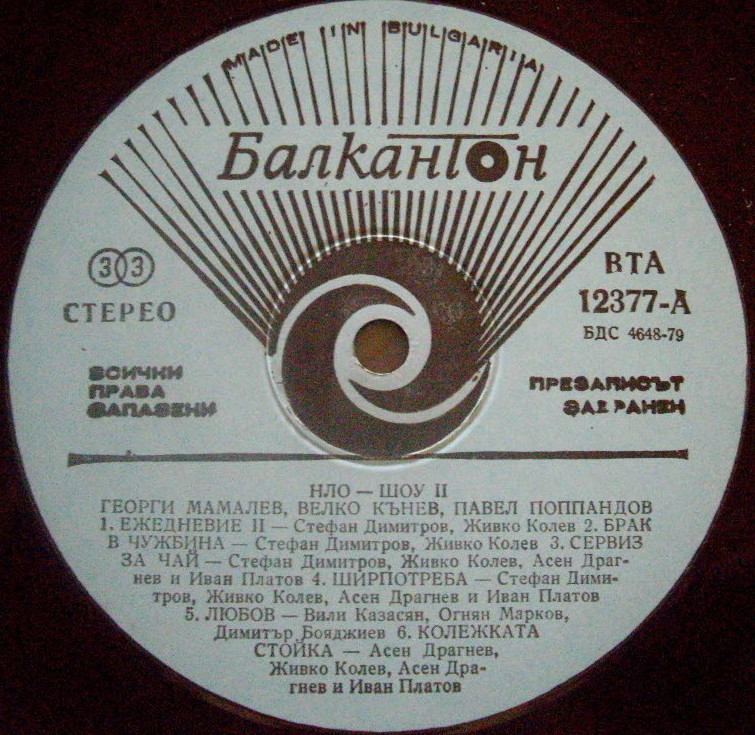 MADE IN BULGARIA
Балкантон
33
СТЕРЕО
ВТА
12377-А
БДС 4648-79
ВСИЧКИ
ПРАВА
ЗАПАЗЕНИ
ПРЕЗАПИСЪТ
ЗАБРАНЕН
НЛО — ШОУ II
ГЕОРГИ МАМАЛЕВ, ВЕЛКО КЪНЕВ, ПАВЕЛ ПОППАНДОВ
1. ЕЖЕДНЕВИЕ II — Стефан Димитров, Живко Колев 2. БРАК
В ЧУЖБИНА — Стефан Димитров, Живко Колев 3. СЕРВИЗ
ЗА ЧАЙ — Стефан Димитров, Живко Колев, Асен Драг-
нев и Иван Платов 4. ШИРПОТРЕБА — Стефан Дими-
тров, Живко Колев, Асен Драгнев и Иван Платов
5. ЛЮБОВ — Вили Казасян, Огнян Марков,
Димитър Бояджиев 6. КОЛЕЖКАТА
СТОЙКА — Асен Драгнев,
Живко Колев, Асен Дра-
гнев и Иван Платов